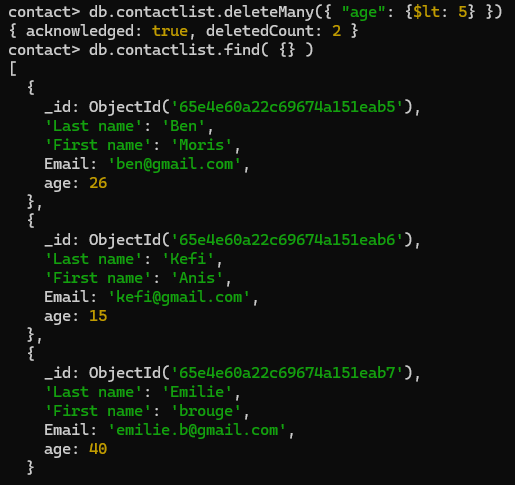 contact> db.contactlist.deleteMany({ "age": {$lt: 5} })
{ acknowledged: true, deletedCount: 2 }
contact> db.contactlist.find( {} )
[
  {
    _id: ObjectId('65e4e60a22c69674a151eab5'),
    'Last name': 'Ben',
    'First name': 'Moris',
    Email: 'ben@gmail.com',
    age: 26
  },
  {
    _id: ObjectId('65e4e60a22c69674a151eab6'),
    'Last name': 'Kefi',
    'First name': 'Anis',
    Email: 'kefi@gmail.com',
    age: 15
  },
  {
    _id: ObjectId('65e4e60a22c69674a151eab7'),
    'Last name': 'Emilie',
    'First name': 'brouge',
    Email: 'emilie.b@gmail.com',
    age: 40
  }